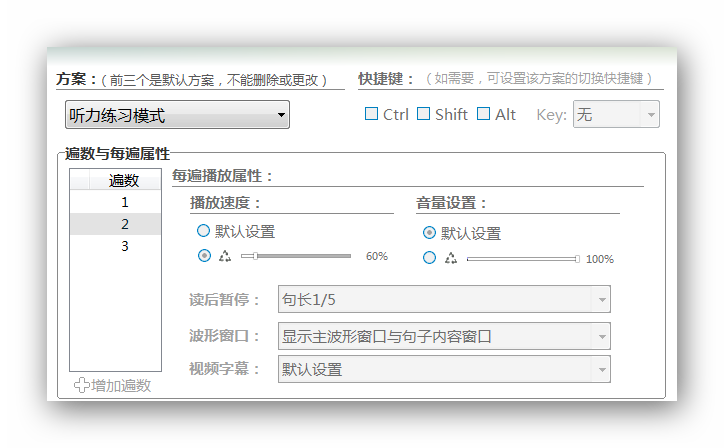 方案：（前三个是默认方案，不能删除或更改） 快捷键：（如需要，可设置该方案的切换快捷键）
听力练习模式 Ctrl Shift Alt Key: 无
遍数与每遍属性
遍数 每遍播放属性：
1 播放速度： 音量设置：
2 默认设置 默认设置
3 60% 100%
读后暂停： 句长1/5
波形窗口： 显示主波形窗口与句子内容窗口
视频字幕： 默认设置
增加遍数